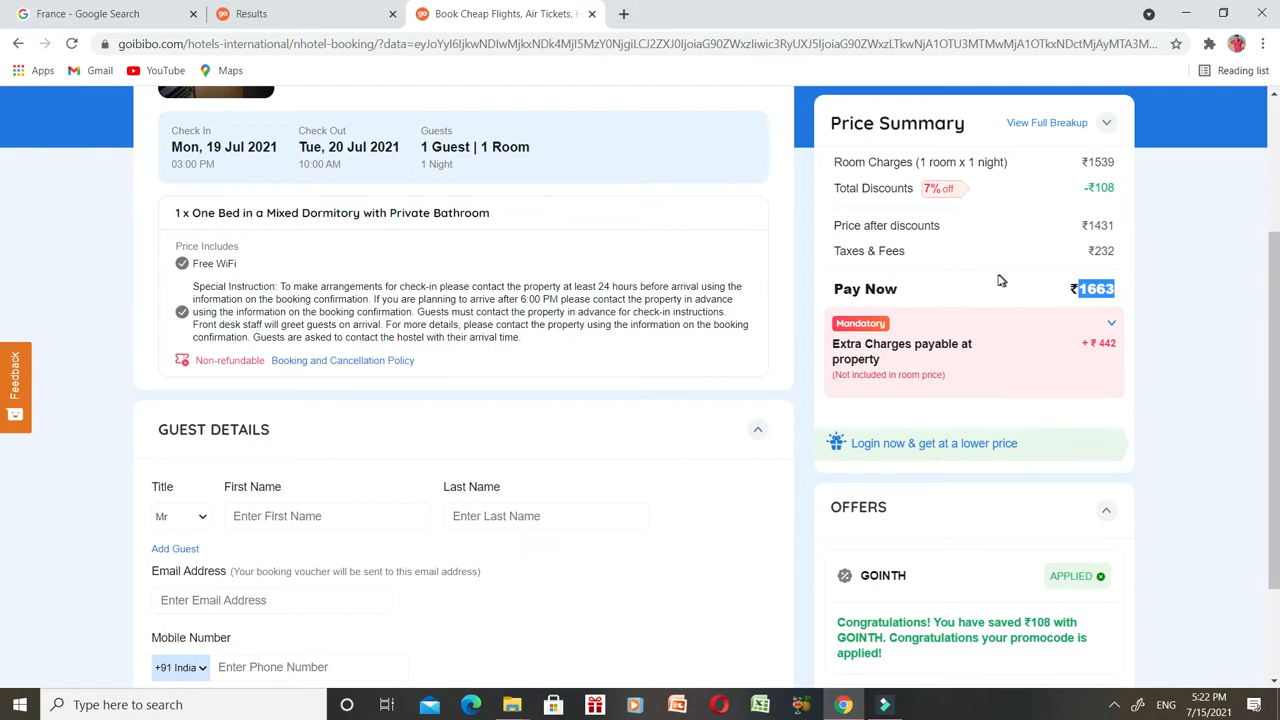 France - Google Search
Results
Book Cheap Flights, Air Tickets, H
goibibo.com/hotels-international/nhotel-booking/?data=
Apps
Gmail
YouTube
Maps
Reading list
Check In
Mon, 19 Jul 2021
03:00 PM
Check Out
Tue, 20 Jul 2021
10:00 AM
Guests
1 Guest | 1 Room
1 Night
1 x One Bed in a Mixed Dormitory with Private Bathroom
Price Includes
Free WiFi
Special Instruction: To make arrangements for check-in please contact the property at least 24 hours before arrival using the
information on the booking confirmation. If you are planning to arrive after 6:00 PM please contact the property in advance
using the information on the booking confirmation. Guests must contact the property in advance for check-in instructions.
Front desk staff will greet guests on arrival. For more details, please contact the property using the information on the booking
confirmation. Guests are asked to contact the hostel with their arrival time.
Non-refundable Booking and Cancellation Policy
Feedback
GUEST DETAILS
Title
First Name
Last Name
Mr
Enter First Name
Enter Last Name
Add Guest
Email Address (Your booking voucher will be sent to this email address)
Enter Email Address
Mobile Number
+91 India
Enter Phone Number
Price Summary
View Full Breakup
Room Charges (1 room x 1 night) ₹1539
Total Discounts 7% off -₹108
Price after discounts ₹1431
Taxes & Fees ₹232
Pay Now ₹1663
Mandatory
Extra Charges payable at + ₹ 442
property
(Not included in room price)
Login now & get at a lower price
OFFERS
GOINTH
APPLIED
Congratulations! You have saved ₹108 with
GOINTH. Congratulations your promocode is
applied!
Type here to search
ENG
5:22 PM
7/15/2021